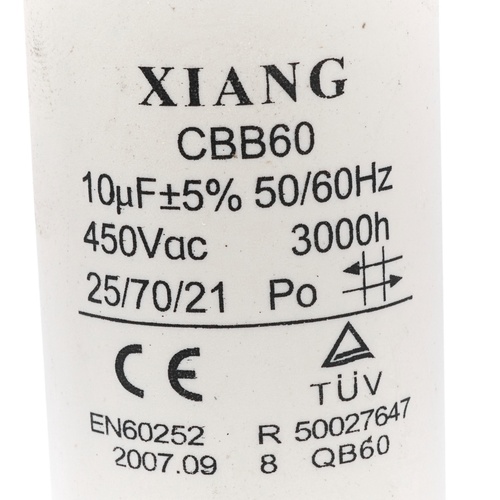 XIANG
CBB60
10µF±5% 50/60Hz
450Vac 3000h
25/70/21 Po
CE
TÜV
EN60252 R 50027647
2007.09 8 QB60